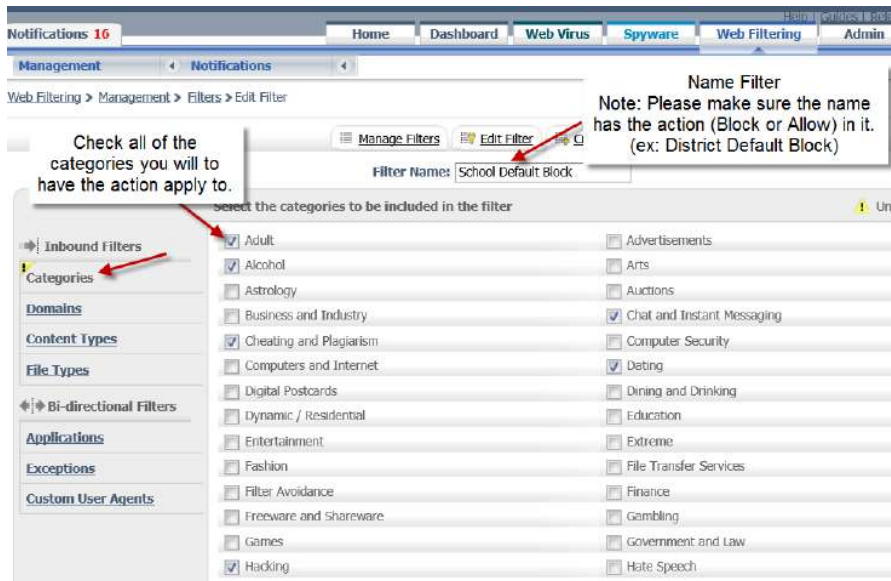 Help | Guides | Rel
Notifications 16
Home Dashboard Web Virus Spyware Web Filtering Admin
Management Notifications
Web Filtering > Management > Filters > Edit Filter
Name Filter
Note: Please make sure the name
has the action (Block or Allow) in it.
(ex: District Default Block)
Check all of the
categories you will to
have the action apply to.
Manage Filters Edit Filter
Filter Name: School Default Block
Select the categories to be included in the filter
Inbound Filters
Categories
Domains
Content Types
File Types
Bi-directional Filters
Applications
Exceptions
Custom User Agents
Adult Advertisements
Alcohol Arts
Astrology Auctions
Business and Industry Chat and Instant Messaging
Cheating and Plagiarism Computer Security
Computers and Internet Dating
Digital Postcards Dining and Drinking
Dynamic / Residential Education
Entertainment Extreme
Fashion File Transfer Services
Filter Avoidance Finance
Freeware and Shareware Gambling
Games Government and Law
Hacking Hate Speech